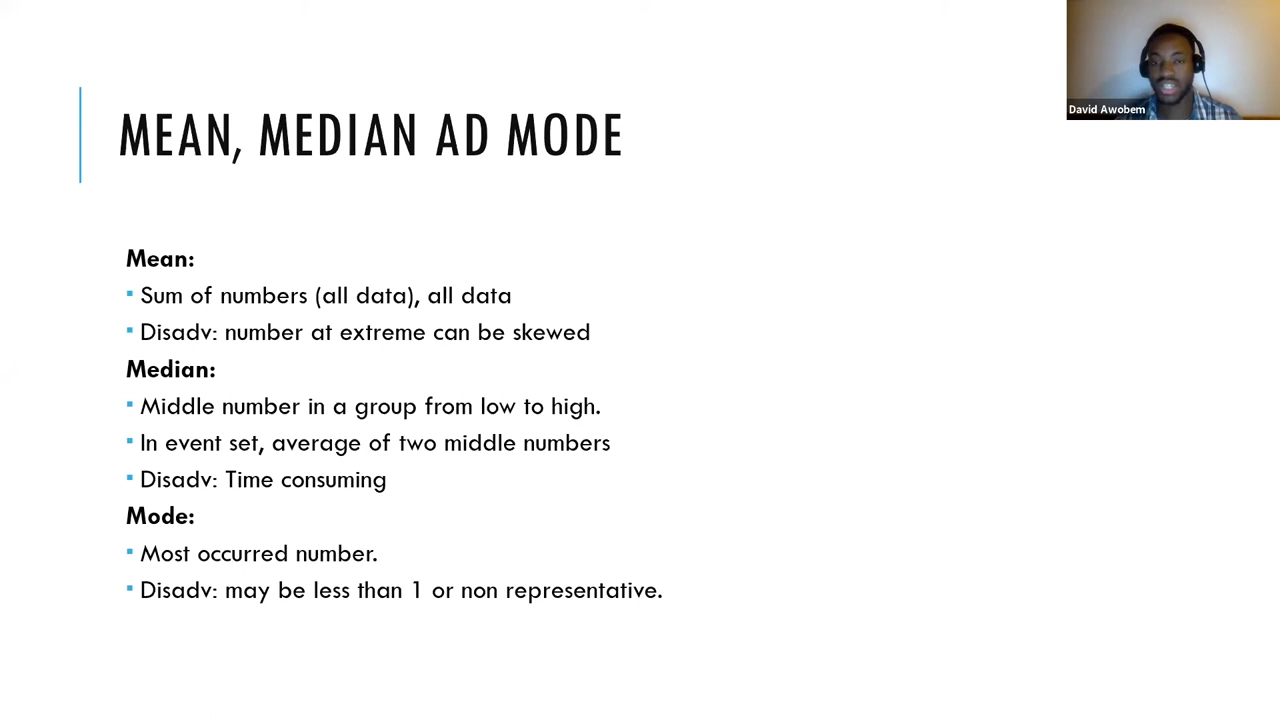 David Awobem
MEAN, MEDIAN AD MODE
Mean:
▪ Sum of numbers (all data), all data
▪ Disadv: number at extreme can be skewed
Median:
▪ Middle number in a group from low to high.
▪ In event set, average of two middle numbers
▪ Disadv: Time consuming
Mode:
▪ Most occurred number.
▪ Disadv: may be less than 1 or non representative.